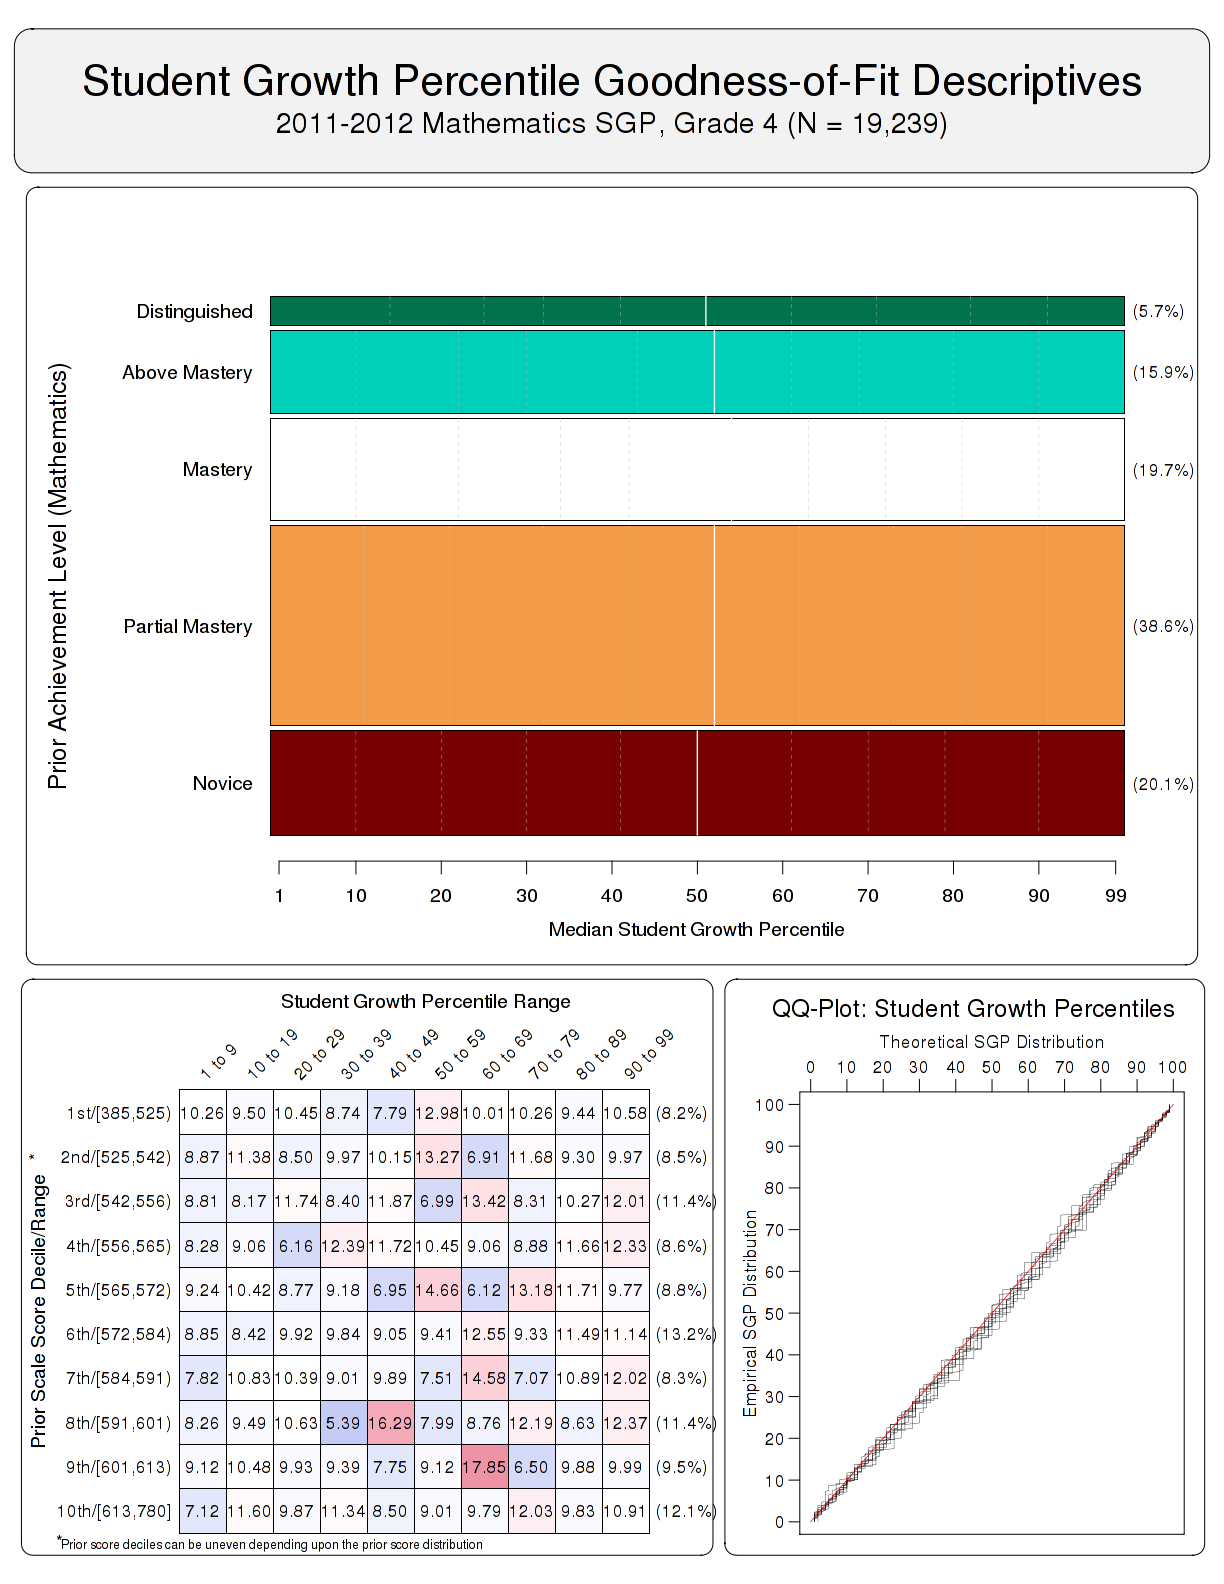 Student Growth Percentile Goodness-of-Fit Descriptives
2011-2012 Mathematics SGP, Grade 4 (N = 19,239)
Prior Achievement Level (Mathematics)
Distinguished (5.7%)
Above Mastery (15.9%)
Mastery (19.7%)
Partial Mastery (38.6%)
Novice (20.1%)
1 10 20 30 40 50 60 70 80 90 99
Median Student Growth Percentile
Student Growth Percentile Range
1 to 9 10 to 19 20 to 29 30 to 39 40 to 49 50 to 59 60 to 69 70 to 79 80 to 89 90 to 99
Prior Scale Score Decile/Range *
1st/[385,525) 10.26 9.50 10.45 8.74 7.79 12.98 10.01 10.26 9.44 10.58 (8.2%)
2nd/[525,542) 8.87 11.38 8.50 9.97 10.15 13.27 6.91 11.68 9.30 9.97 (8.5%)
3rd/[542,556) 8.81 8.17 11.74 8.40 11.87 6.99 13.42 8.31 10.27 12.01 (11.4%)
4th/[556,565) 8.28 9.06 6.16 12.39 11.72 10.45 9.06 8.88 11.66 12.33 (8.6%)
5th/[565,572) 9.24 10.42 8.77 9.18 6.95 14.66 6.12 13.18 11.71 9.77 (8.8%)
6th/[572,584) 8.85 8.42 9.92 9.84 9.05 9.41 12.55 9.33 11.49 11.14 (13.2%)
7th/[584,591) 7.82 10.83 10.39 9.01 9.89 7.51 14.58 7.07 10.89 12.02 (8.3%)
8th/[591,601) 8.26 9.49 10.63 5.39 16.29 7.99 8.76 12.19 8.63 12.37 (11.4%)
9th/[601,613) 9.12 10.48 9.93 9.39 7.75 9.12 17.85 6.50 9.88 9.99 (9.5%)
10th/[613,780] 7.12 11.60 9.87 11.34 8.50 9.01 9.79 12.03 9.83 10.91 (12.1%)
*Prior score deciles can be uneven depending upon the prior score distribution
QQ-Plot: Student Growth Percentiles
Theoretical SGP Distribution
0 10 20 30 40 50 60 70 80 90 100
Empirical SGP Distribution
100
90
80
70
60
50
40
30
20
10
0